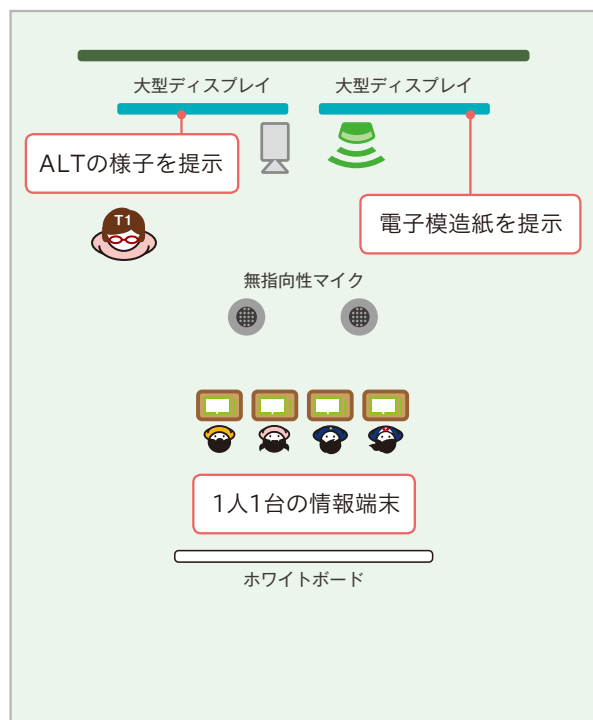 大型ディスプレイ
大型ディスプレイ
ALTの様子を提示
電子模造紙を提示
T1
無指向性マイク
1人1台の情報端末
ホワイトボード